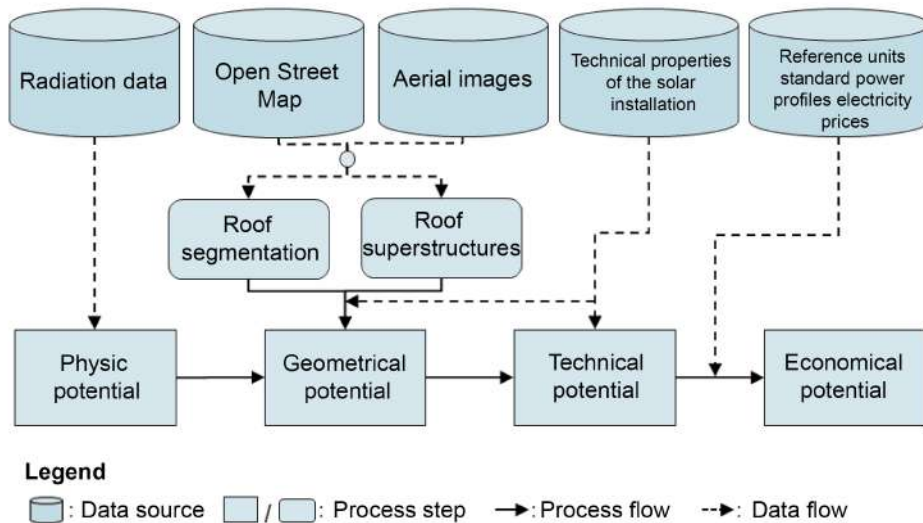 Radiation data
Open Street
Map
Aerial images
Technical properties
of the solar
installation
Reference units
standard power
profiles electricity
prices
Roof
segmentation
Roof
superstructures
Physic
potential
Geometrical
potential
Technical
potential
Economical
potential
Legend
: Data source
/
: Process step
: Process flow
: Data flow